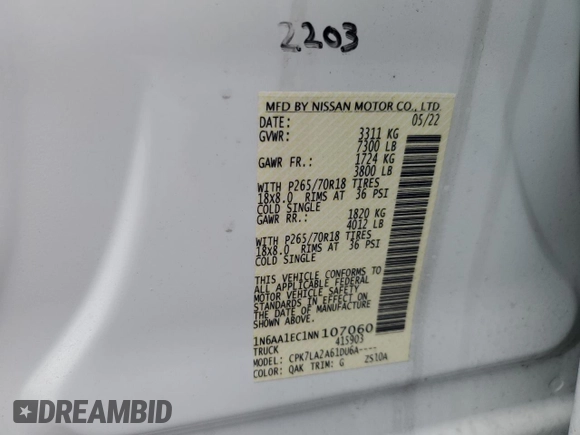 2203
MFD BY NISSAN MOTOR CO., LTD.
DATE: 05/22
GVWR: 3311 KG
7300 LB
GAWR FR.: 1724 KG
3800 LB
WITH P265/70R18 TIRES
18x8.0 RIMS AT 36 PSI
COLD SINGLE
GAWR RR.: 1820 KG
4012 LB
WITH P265/70R18 TIRES
18x8.0 RIMS AT 36 PSI
COLD SINGLE
THIS VEHICLE CONFORMS TO
ALL APPLICABLE FEDERAL
MOTOR VEHICLE SAFETY
STANDARDS IN EFFECT ON
THE DATE OF MANUFACTURE
SHOWN ABOVE.
1N6AA1EC1NN107060
TRUCK 415903
MODEL: CPK7LA2A61DU6A----
COLOR: QAK TRIM: G 2S10A
DREAMBID